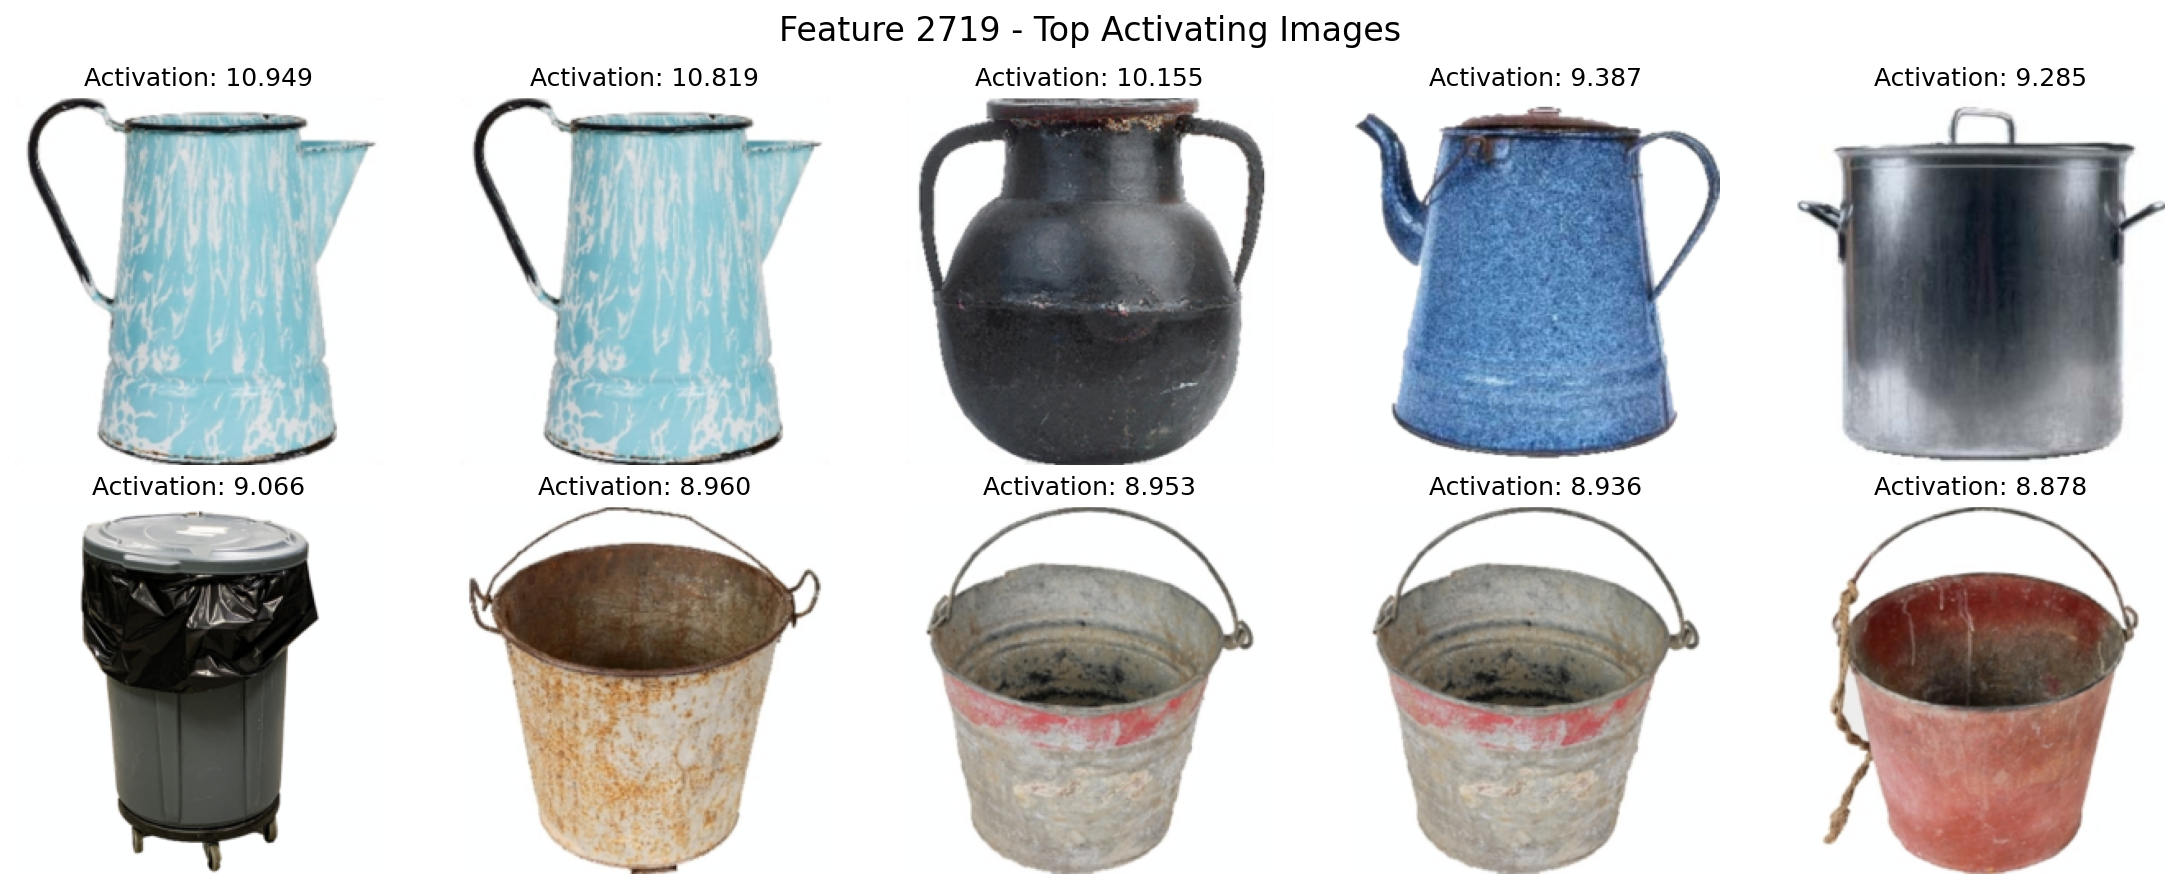 Feature 2719 - Top Activating Images
Activation: 10.949
Activation: 10.819
Activation: 10.155
Activation: 9.387
Activation: 9.285
Activation: 9.066
Activation: 8.960
Activation: 8.953
Activation: 8.936
Activation: 8.878